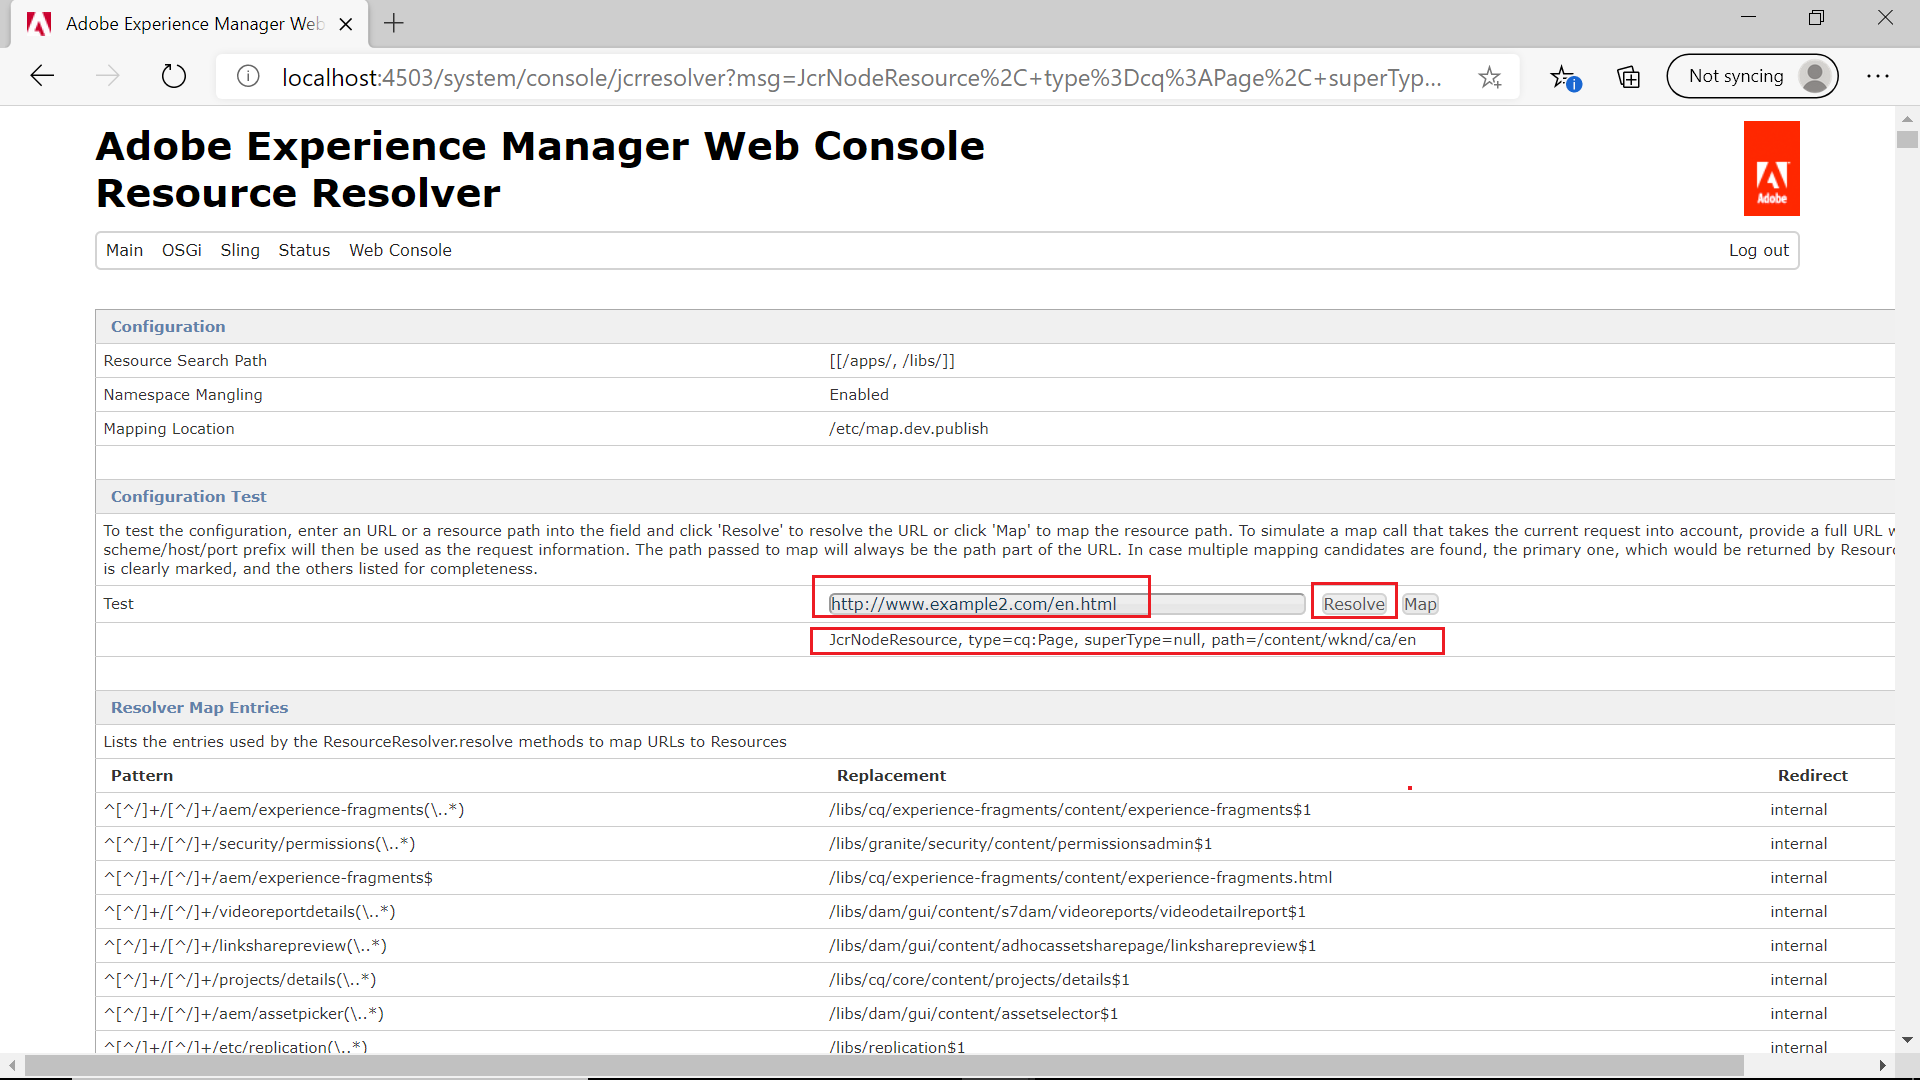 Adobe Experience Manager Web
localhost:4503/system/console/jcrresolver?msg=JcrNodeResource%2C+type%3Dcq%3APage%2C+superTyp...
Not syncing
Adobe Experience Manager Web Console
Resource Resolver
Adobe
Main OSGi Sling Status Web Console Log out
Configuration
Resource Search Path [[/apps/, /libs/]]
Namespace Mangling Enabled
Mapping Location /etc/map.dev.publish
Configuration Test
To test the configuration, enter an URL or a resource path into the field and click 'Resolve' to resolve the URL or click 'Map' to map the resource path. To simulate a map call that takes the current request into account, provide a full URL
scheme/host/port prefix will then be used as the request information. The path passed to map will always be the path part of the URL. In case multiple mapping candidates are found, the primary one, which would be returned by
is clearly marked, and the others listed for completeness.
Test http://www.example2.com/en.html Resolve Map
JcrNodeResource, type=cq:Page, superType=null, path=/content/wknd/ca/en
Resolver Map Entries
Lists the entries used by the ResourceResolver.resolve methods to map URLs to Resources
Pattern Replacement Redirect
^[^/]+/[^/]+/aem/experience-fragments(\..*) /libs/cq/experience-fragments/content/experience-fragments$1 internal
^[^/]+/[^/]+/security/permissions(\..*) /libs/granite/security/content/permissionsadmin$1 internal
^[^/]+/[^/]+/aem/experience-fragments$ /libs/cq/experience-fragments/content/experience-fragments.html internal
^[^/]+/[^/]+/videoreportdetails(\..*) /libs/dam/gui/content/s7dam/videoreports/videodetailreport$1 internal
^[^/]+/[^/]+/linksharepreview(\..*) /libs/dam/gui/content/adhocassetsharepage/linksharepreview$1 internal
^[^/]+/[^/]+/projects/details(\..*) /libs/cq/core/content/projects/details$1 internal
^[^/]+/[^/]+/aem/assetpicker(\..*) /libs/dam/gui/content/assetselector$1 internal
^[^/]+/[^/]+/etc/replication(\..*) /libs/replication$1 internal